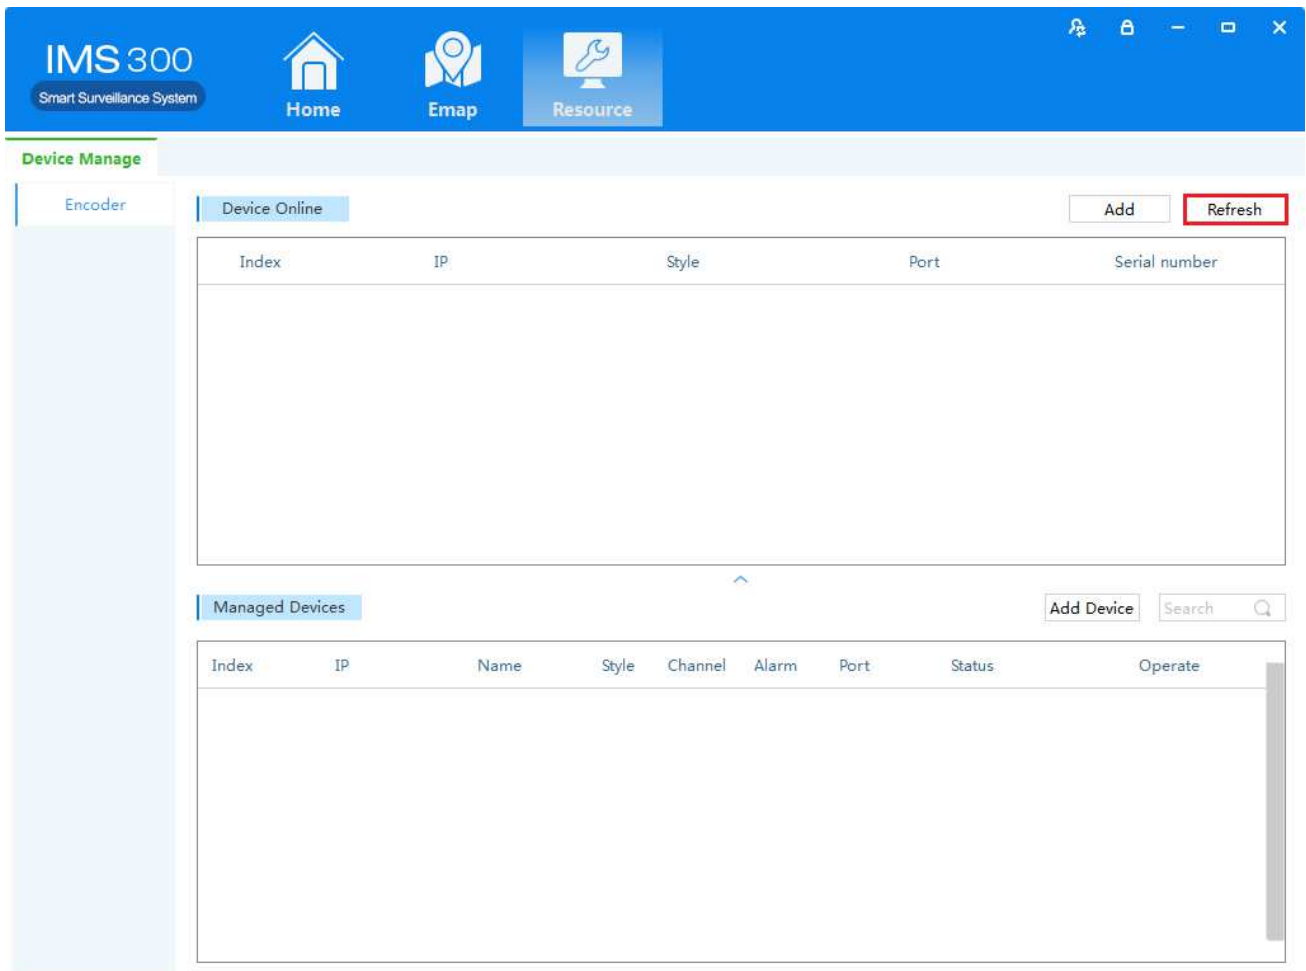 IMS 300
Smart Surveillance System
Home
Emap
Resource
Device Manage
Encoder
Device Online
Add
Refresh
Index IP Style Port Serial number
Managed Devices
Add Device
Search
Index IP Name Style Channel Alarm Port Status Operate